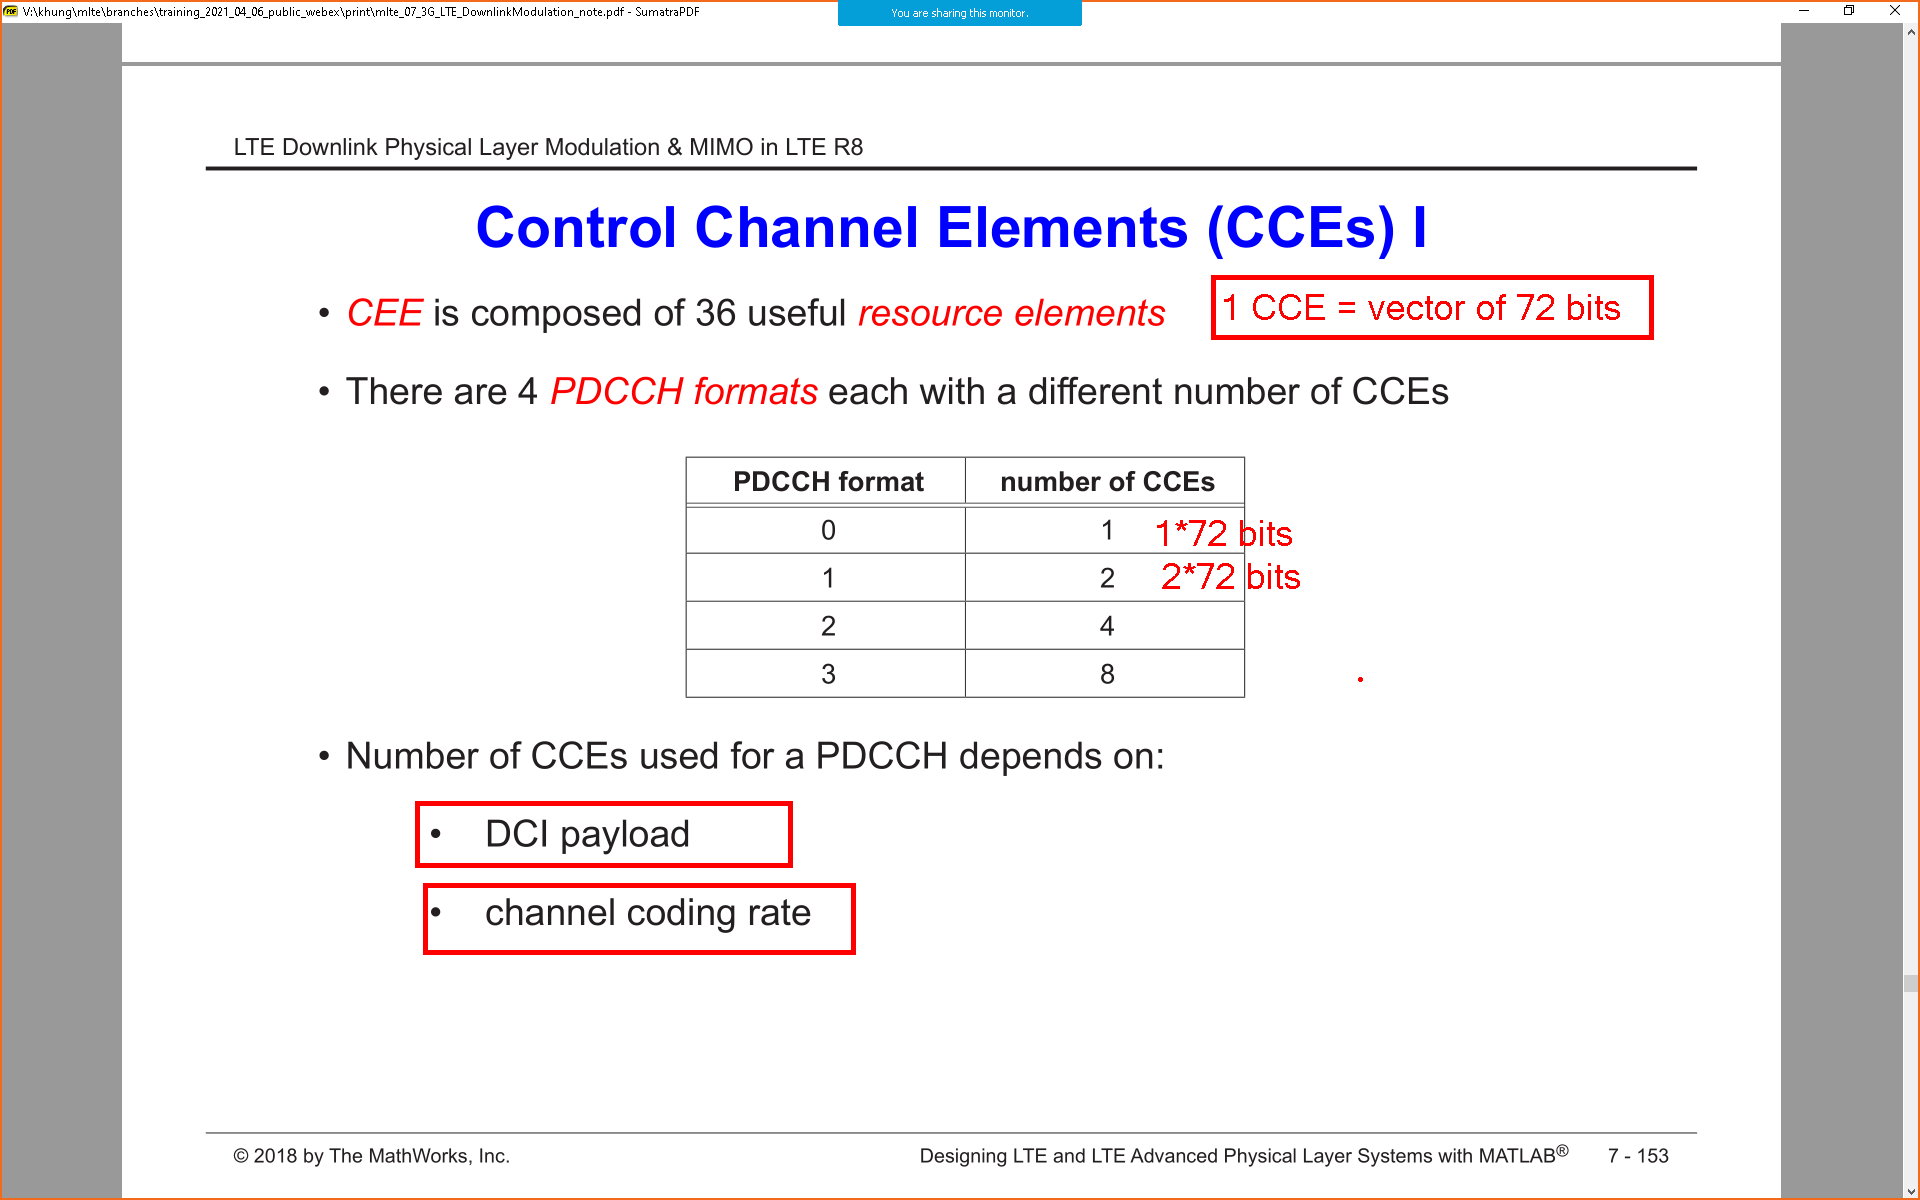 V:\khung\mlte\branches\training_2021_04_06_public_webex\print\mlte_07_3G_LTE_DownlinkModulation_note.pdf - SumatraPDF
You are sharing this monitor.
LTE Downlink Physical Layer Modulation & MIMO in LTE R8
Control Channel Elements (CCEs) I
• CEE is composed of 36 useful resource elements
1 CCE = vector of 72 bits
• There are 4 PDCCH formats each with a different number of CCEs
PDCCH format number of CCEs
0 1 1*72 bits
1 2 2*72 bits
2 4
3 8
• Number of CCEs used for a PDCCH depends on:
• DCI payload
• channel coding rate
© 2018 by The MathWorks, Inc. Designing LTE and LTE Advanced Physical Layer Systems with MATLAB® 7 - 153